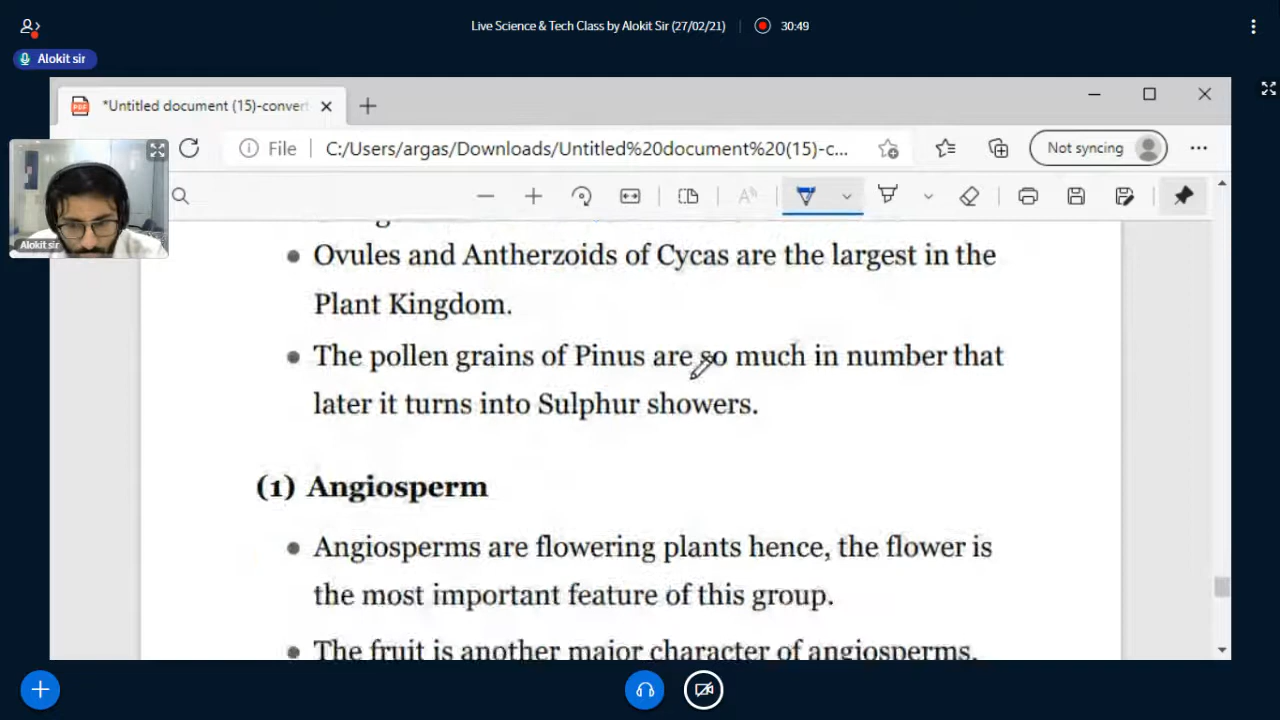 Live Science & Tech Class by Alokit Sir (27/02/21) 30:49
Alokit sir
*Untitled document (15)-convert
File C:/Users/argas/Downloads/Untitled%20document%20(15)-c... Not syncing
Alokit sir
Ovules and Antherzoids of Cycas are the largest in the
Plant Kingdom.
The pollen grains of Pinus are so much in number that
later it turns into Sulphur showers.
(1) Angiosperm
Angiosperms are flowering plants hence, the flower is
the most important feature of this group.
The fruit is another major character of angiosperms.